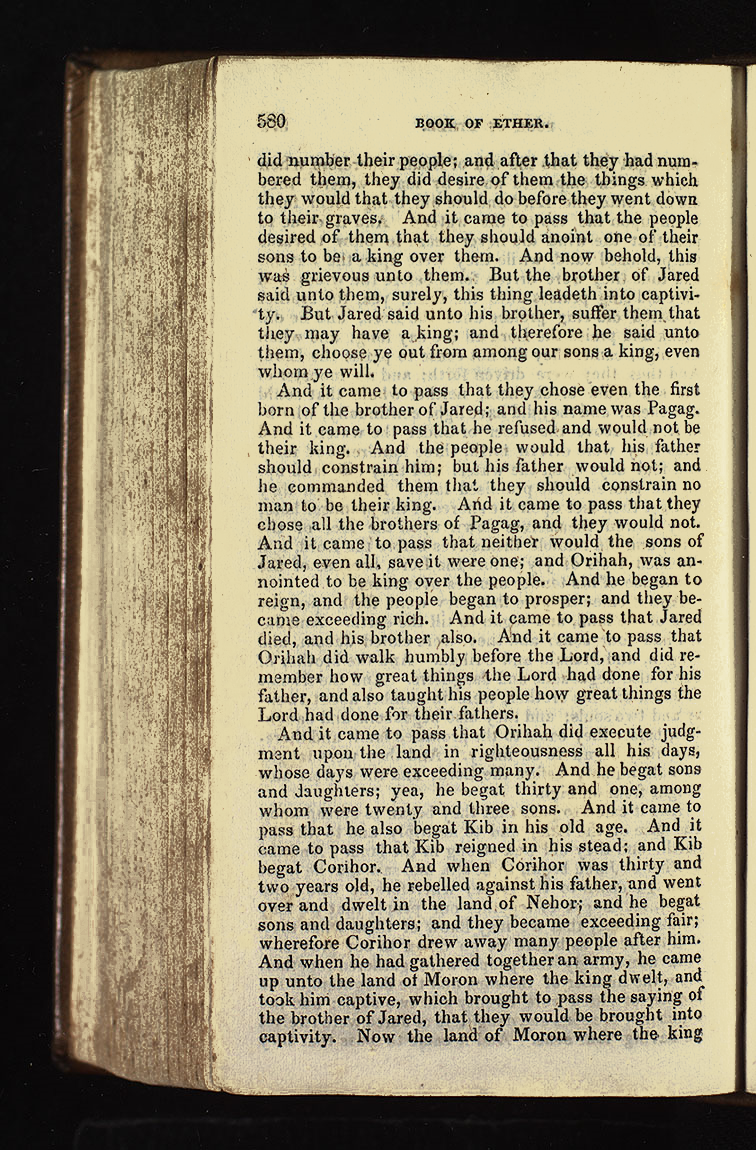 580 BOOK OF ETHER.
did number their people; and after that they had num-
bered them, they did desire of them the things which
they would that they should do before they went down
to their graves. And it came to pass that the people
desired of them that they should anoint one of their
sons to be a king over them. And now behold, this
was grievous unto them. But the brother of Jared
said unto them, surely, this thing leadeth into captivi-
ty. But Jared said unto his brother, suffer them that
they may have a king; and therefore he said unto
them, choose ye out from among our sons a king, even
whom ye will.
And it came to pass that they chose even the first
born of the brother of Jared; and his name was Pagag.
And it came to pass that he refused and would not be
their king. And the people would that his father
should constrain him; but his father would not; and
he commanded them that they should constrain no
man to be their king. And it came to pass that they
chose all the brothers of Pagag, and they would not.
And it came to pass that neither would the sons of
Jared, even all, save it were one; and Orihah, was an-
nointed to be king over the people. And he began to
reign, and the people began to prosper; and they be-
came exceeding rich. And it came to pass that Jared
died, and his brother also. And it came to pass that
Orihah did walk humbly before the Lord, and did re-
member how great things the Lord had done for his
father, and also taught his people how great things the
Lord had done for their fathers.
And it came to pass that Orihah did execute judg-
ment upon the land in righteousness all his days,
whose days were exceeding many. And he begat sons
and daughters; yea, he begat thirty and one, among
whom were twenty and three sons. And it came to
pass that he also begat Kib in his old age. And it
came to pass that Kib reigned in his stead; and Kib
begat Corihor. And when Corihor was thirty and
two years old, he rebelled against his father, and went
over and dwelt in the land of Nehor; and he begat
sons and daughters; and they became exceeding fair;
wherefore Corihor drew away many people after him.
And when he had gathered together an army, he came
up unto the land of Moron where the king dwelt, and
took him captive, which brought to pass the saying of
the brother of Jared, that they would be brought into
captivity. Now the land of Moron where the king